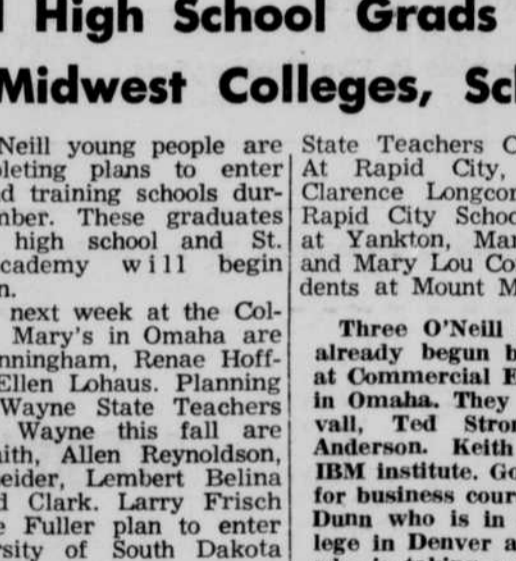 High School Grads
Midwest Colleges, Sc
Neill young people are
leting plans to enter
d training schools dur-
mber. These graduates
high school and St.
cademy will begin
n.
next week at the Col-
Mary's in Omaha are
nningham, Renae Hoff-
Ellen Lohaus. Planning
Wayne State Teachers
Wayne this fall are
ith, Allen Reynoldson,
eider, Lembert Belina
d Clark. Larry Frisch
e Fuller plan to enter
rsity of South Dakota
State Teachers C
At Rapid City,
Clarence Longcor
Rapid City Schoo
at Yankton, Mar
and Mary Lou Co
dents at Mount M
Three O'Neill
already begun b
at Commercial E
in Omaha. They
vall, Ted Stron
Anderson. Keith
IBM institute. Go
for business cour
Dunn who is in
lege in Denver a